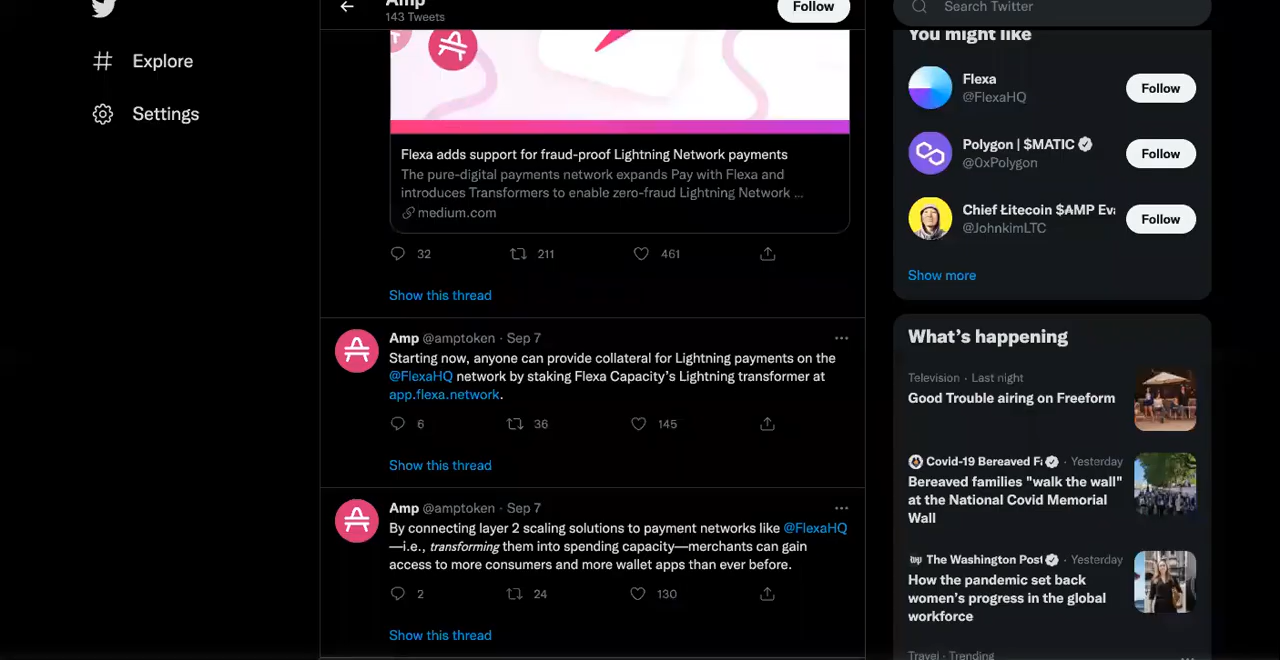 Explore
Settings
Amp
143 Tweets
Follow
Flexa adds support for fraud-proof Lightning Network payments
The pure-digital payments network expands Pay with Flexa and
introduces Transformers to enable zero-fraud Lightning Network ...
medium.com
32 211 461
Show this thread
Amp @amptoken · Sep 7
Starting now, anyone can provide collateral for Lightning payments on the
@FlexaHQ network by staking Flexa Capacity’s Lightning transformer at
app.flexa.network.
6 36 145
Show this thread
Amp @amptoken · Sep 7
By connecting layer 2 scaling solutions to payment networks like @FlexaHQ
—i.e., transforming them into spending capacity—merchants can gain
access to more consumers and more wallet apps than ever before.
2 24 130
Show this thread
Search Twitter
You might like
Flexa
@FlexaHQ
Follow
Polygon | $MATIC
@0xPolygon
Follow
Chief Łitecoin $AMP Eva
@JohnkimLTC
Follow
Show more
What’s happening
Television · Last night
Good Trouble airing on Freeform
Covid-19 Bereaved Fa · Yesterday
Bereaved families "walk the wall"
at the National Covid Memorial
Wall
The Washington Post · Yesterday
How the pandemic set back
women’s progress in the global
workforce
Travel · Trending